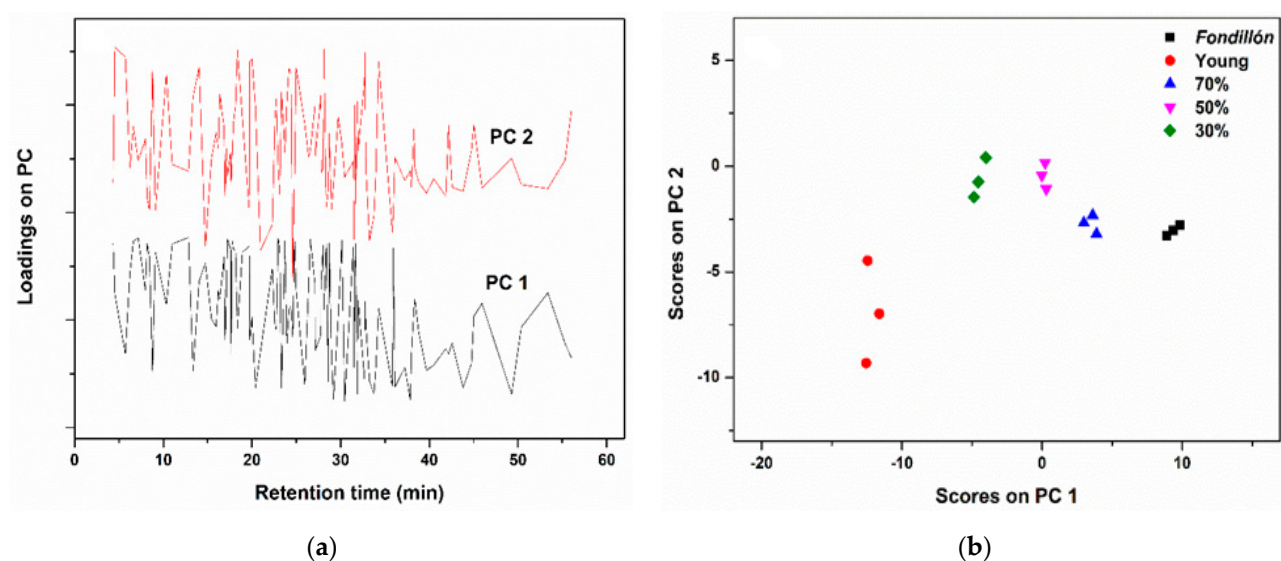 Loadings on PC
PC 2
PC 1
0 10 20 30 40 50 60
Retention time (min)
(a)
Scores on PC 2
5
0
-5
-10
Fondillón
Young
70%
50%
30%
-20 -10 0 10
Scores on PC 1
(b)